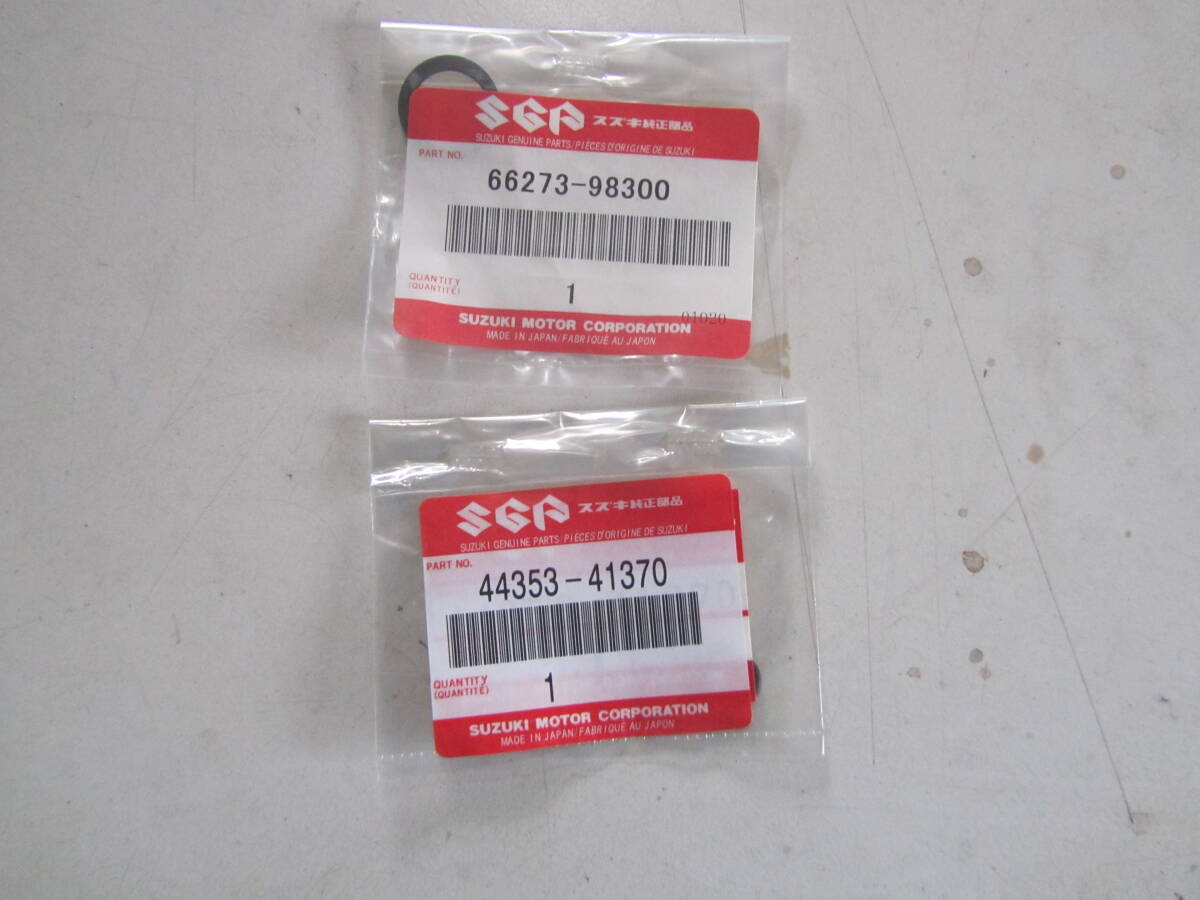 SGP スズキ純正部品
SUZUKI GENUINE PARTS/PIÈCES D'ORIGINE DE SUZUKI
PART NO.
66273-98300
QUANTITY
(QUANTITÉ)
1
01020
SUZUKI MOTOR CORPORATION
MADE IN JAPAN/FABRIQUÉ AU JAPON
SGP スズキ純正部品
SUZUKI GENUINE PARTS/PIÈCES D'ORIGINE DE SUZUKI
PART NO.
44353-41370
QUANTITY
(QUANTITÉ)
1
SUZUKI MOTOR CORPORATION
MADE IN JAPAN/FABRIQUÉ AU JAPON